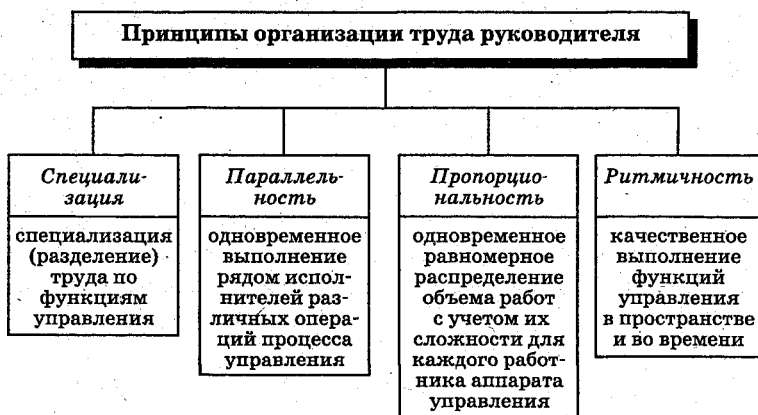 Принципы организации труда руководителя
Специали-
зация
специализация
(разделение)
труда по
функциям
управления
Параллель-
ность
одновременное
выполнение
рядом испол-
нителей раз-
личных опера-
ций процесса
управления
Пропорцио-
нальность
одновременное
равномерное
распределение
объема работ
с учетом их
сложности для
каждого работ-
ника аппарата
управления
Ритмичность
качественное
выполнение
функций
управления
в пространстве
и во времени